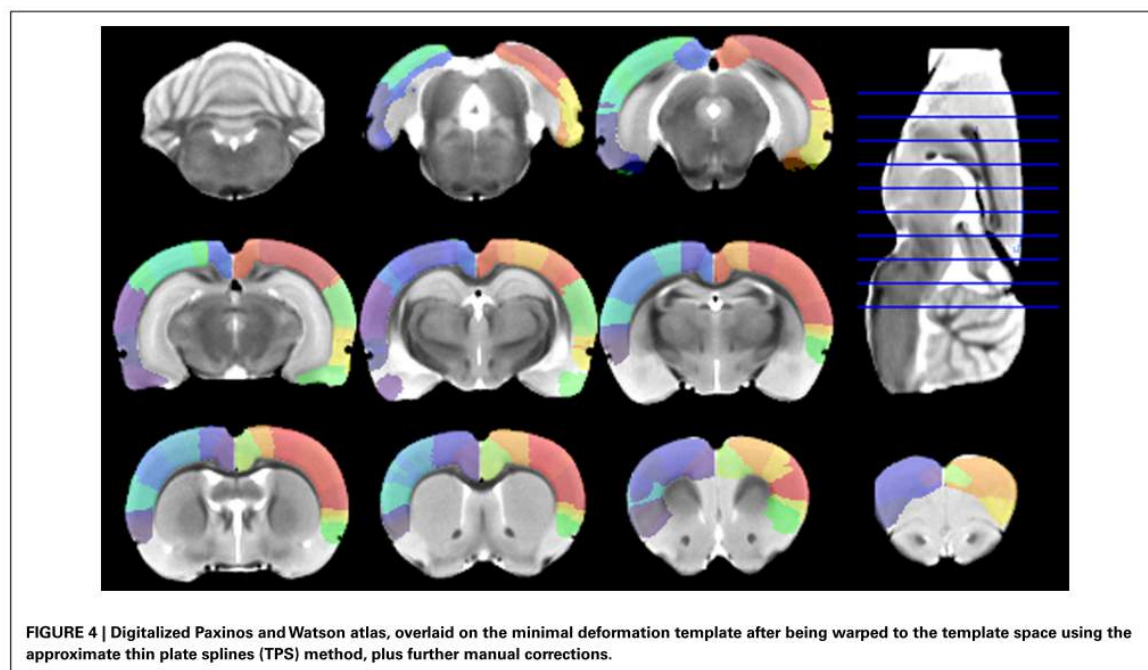 FIGURE 4 | Digitalized Paxinos and Watson atlas, overlaid on the minimal deformation template after being warped to the template space using the
approximate thin plate splines (TPS) method, plus further manual corrections.